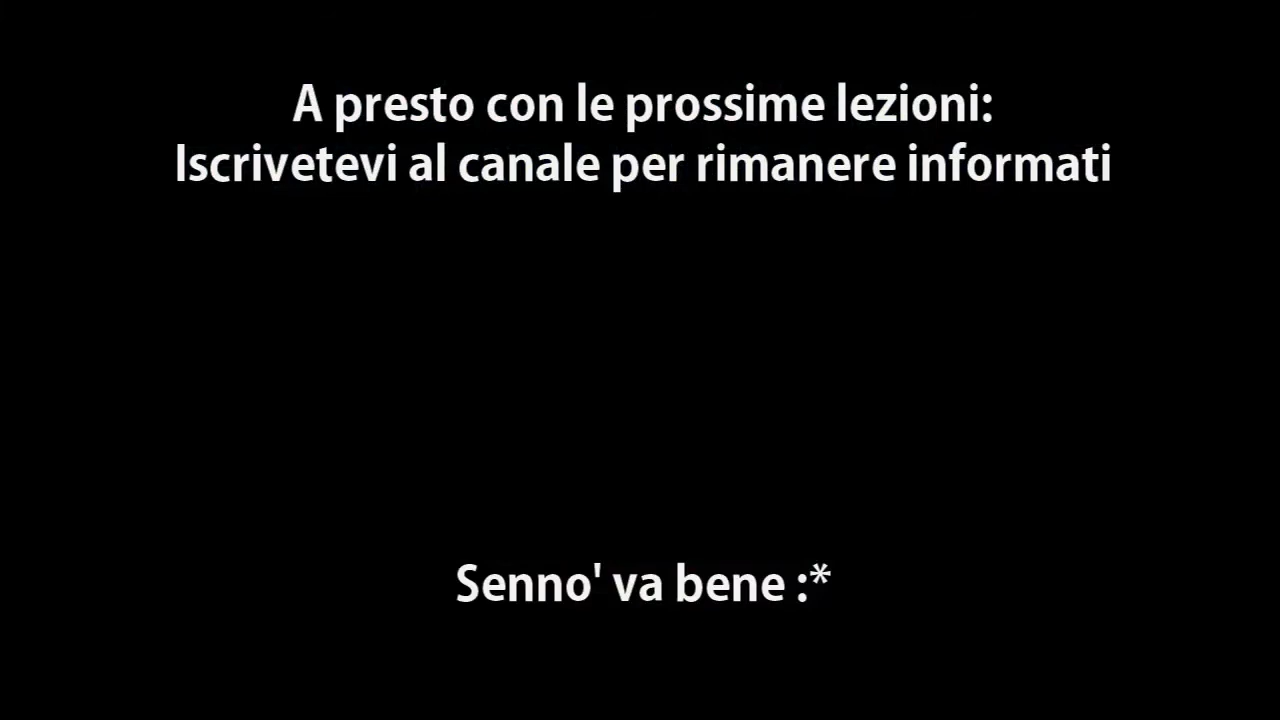 A presto con le prossime lezioni:
Iscrivetevi al canale per rimanere informati
Senno' va bene :*